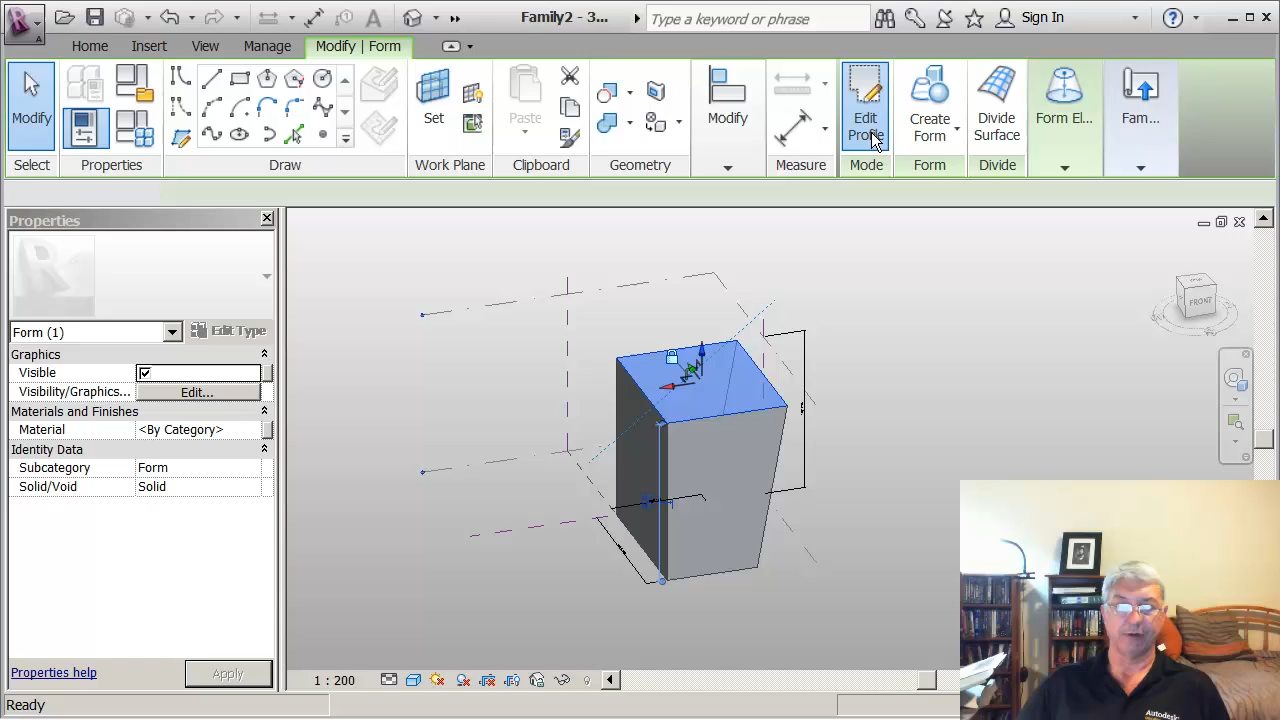 Family2 - 3...
Type a keyword or phrase
Sign In
Home
Insert
View
Manage
Modify | Form
Modify
Set
Paste
Modify
Edit
Profile
Create
Form
Divide
Surface
Form El...
Fam...
Select
Properties
Draw
Work Plane
Clipboard
Geometry
Measure
Mode
Form
Divide
Properties
Form (1)
Edit Type
Graphics
Visible
Visibility/Graphics...
Edit...
Materials and Finishes
Material
<By Category>
Identity Data
Subcategory
Form
Solid/Void
Solid
FRONT
Properties help
Apply
1 : 200
Ready
Autodesk